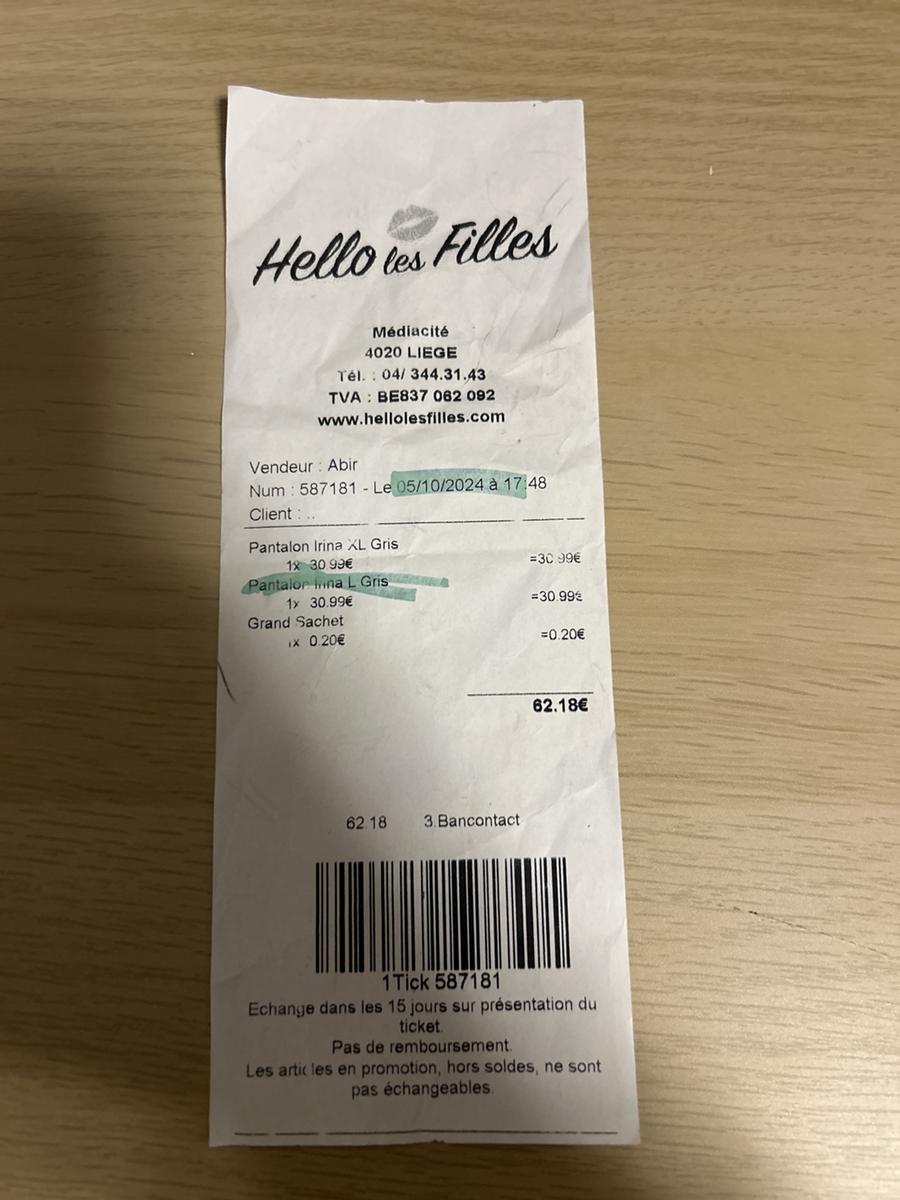 Hello les Filles
Médiacité
4020 LIEGE
Tél. : 04/ 344.31.43
TVA : BE837 062 092
www.hellolesfilles.com
Vendeur : Abir
Num : 587181 - Le 05/10/2024 à 17:48
Client : ..
Pantalon Irina XL Gris
1x 30.99€ =30.99€
Pantalon Irina L Gris
1x 30.99€ =30.99€
Grand Sachet
1x 0.20€ =0.20€
62.18€
62.18 3.Bancontact
1Tick 587181
Echange dans les 15 jours sur présentation du
ticket.
Pas de remboursement.
Les articles en promotion, hors soldes, ne sont
pas échangeables.